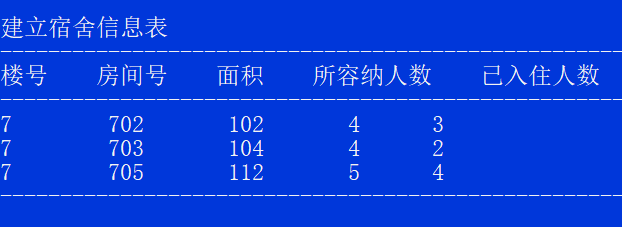 建立宿舍信息表
楼号 房间号 面积 所容纳人数 已入住人数
7 702 102 4 3
7 703 104 4 2
7 705 112 5 4